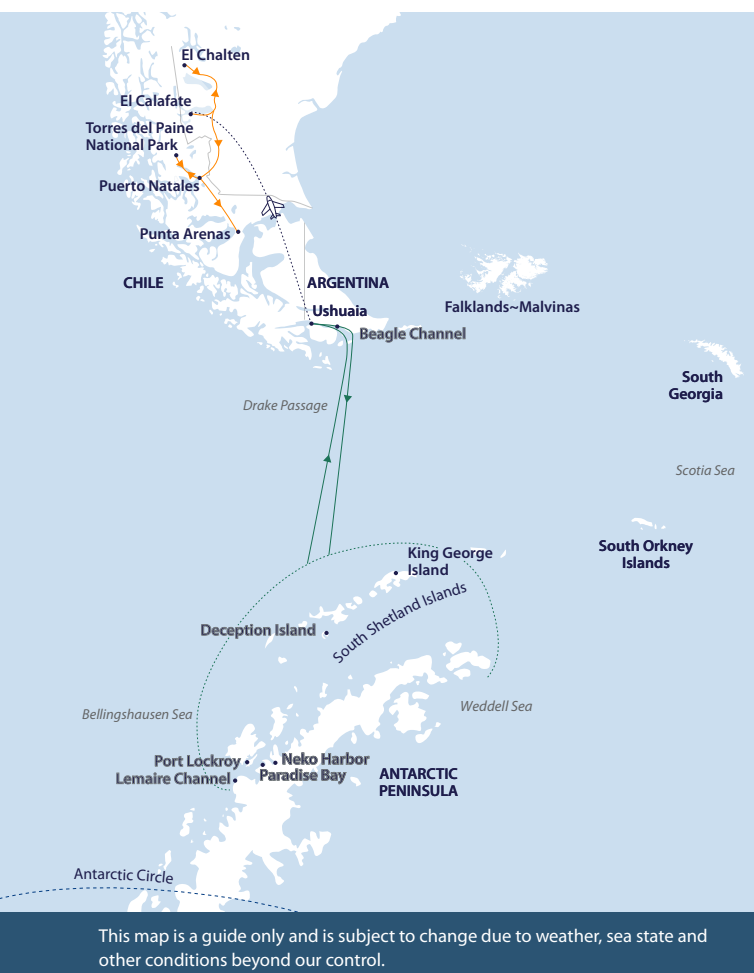 El Chalten
El Calafate
Torres del Paine
National Park
Puerto Natales
Punta Arenas
CHILE
ARGENTINA
Ushuaia
Falklands~Malvinas
Beagle Channel
South
Georgia
Drake Passage
Scotia Sea
South Orkney
Islands
King George
Island
South Shetland Islands
Deception Island
Weddell Sea
Bellingshausen Sea
Port Lockroy
Neko Harbor
Lemaire Channel
Paradise Bay
ANTARCTIC
PENINSULA
Antarctic Circle
This map is a guide only and is subject to change due to weather, sea state and
other conditions beyond our control.